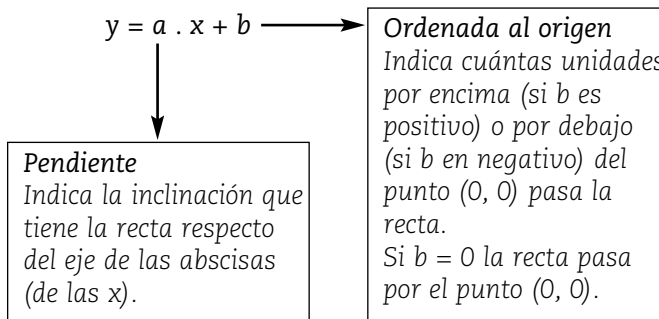 y = a . x + b
Ordenada al origen
Indica cuántas unidades
por encima (si b es
positivo) o por debajo
(si b en negativo) del
punto (0, 0) pasa la
recta.
Si b = 0 la recta pasa
por el punto (0, 0).
Pendiente
Indica la inclinación que
tiene la recta respecto
del eje de las abscisas
(de las x).